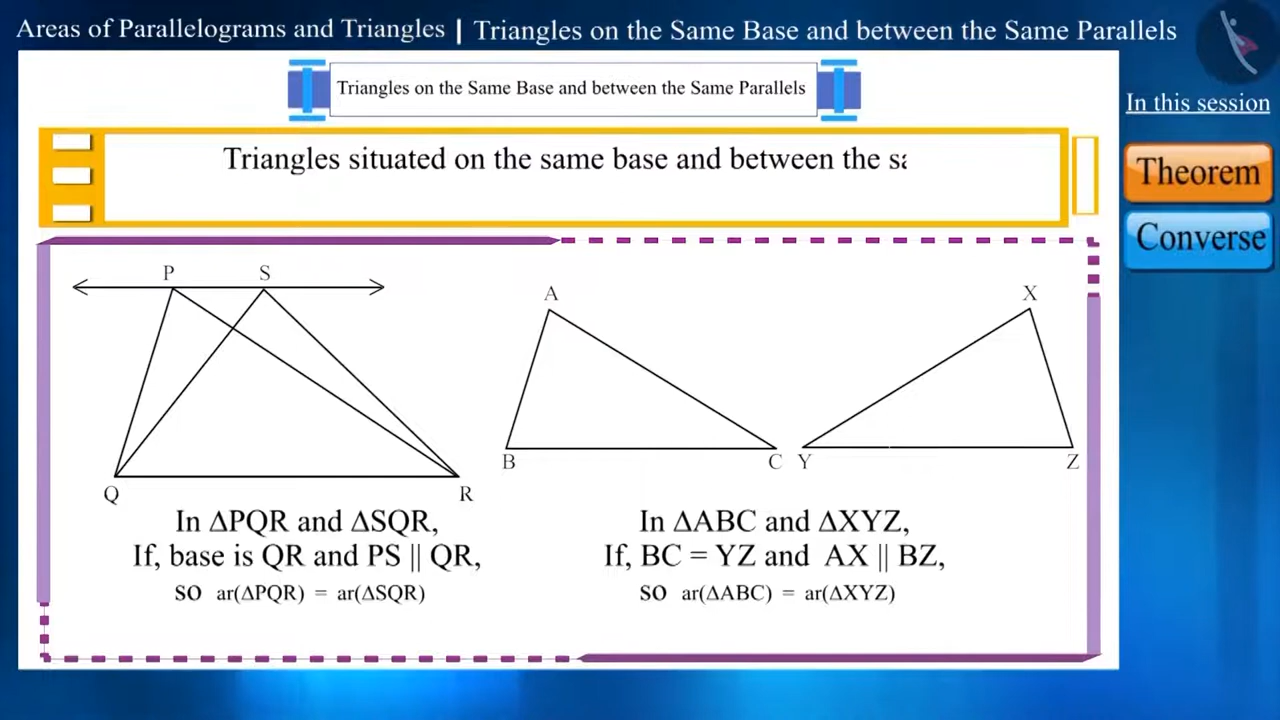 Areas of Parallelograms and Triangles | Triangles on the Same Base and between the Same Parallels
In this session
Triangles on the Same Base and between the Same Parallels
Triangles situated on the same base and between the
Theorem
Converse
P S
A X
B C Y Z
Q R
In ΔPQR and ΔSQR,
If, base is QR and PS || QR,
so ar(ΔPQR) = ar(ΔSQR)
In ΔABC and ΔXYZ,
If, BC = YZ and AX || BZ,
so ar(ΔABC) = ar(ΔXYZ)